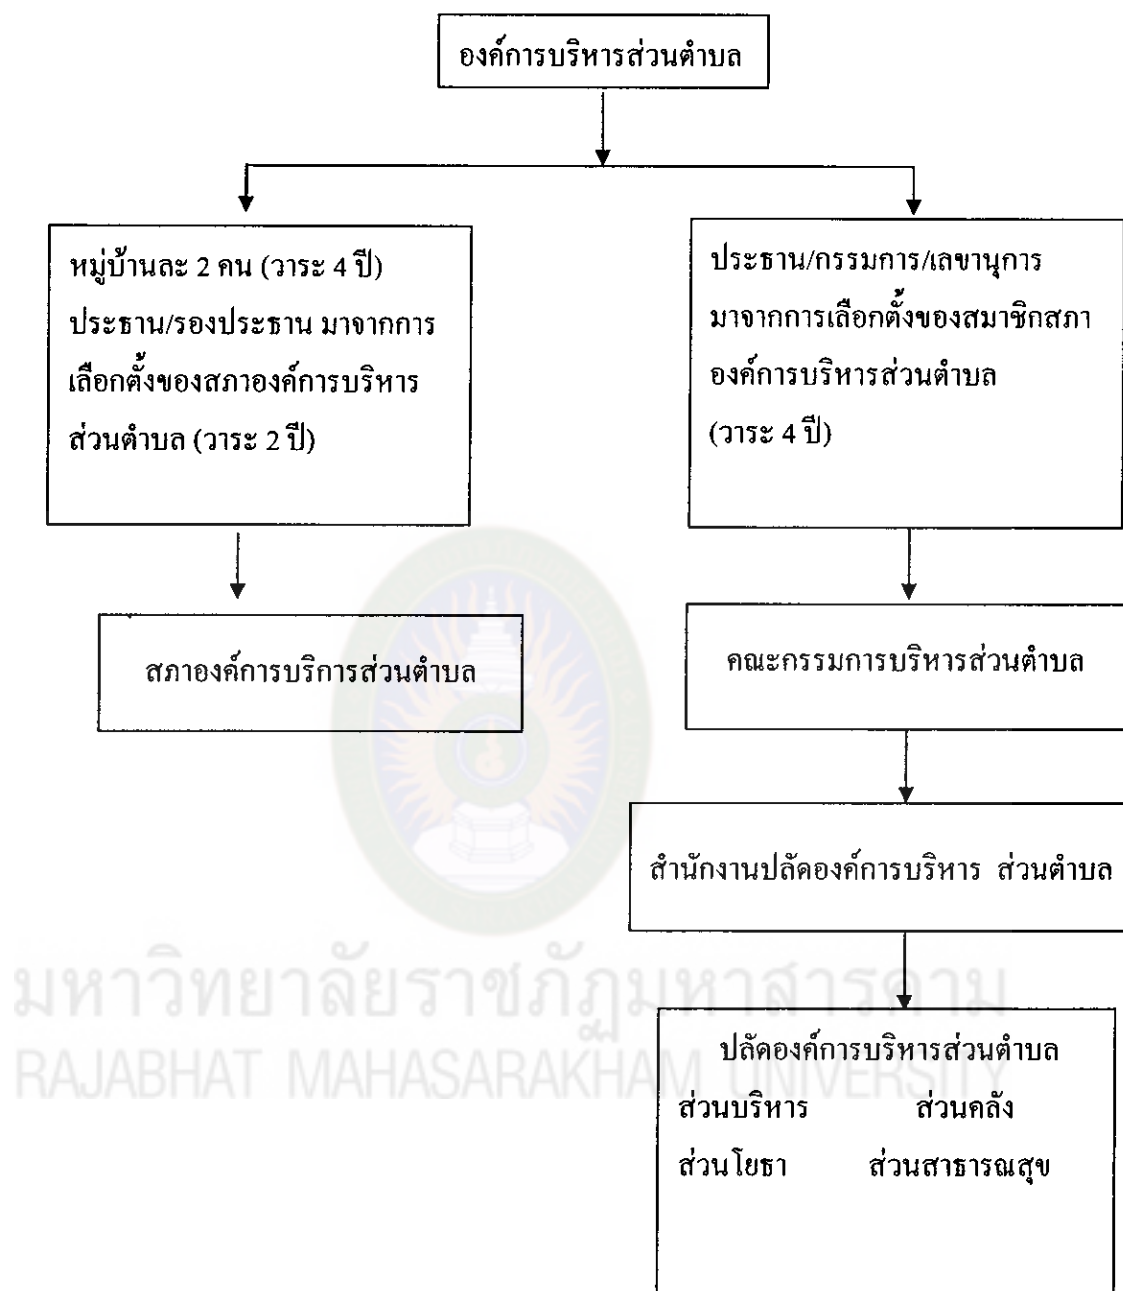 องค์การบริหารส่วนตำบล
หมู่บ้านละ 2 คน (วาระ 4 ปี)
ประธาน/รองประธาน มาจากการ
เลือกตั้งของสภาองค์การบริหาร
ส่วนตำบล (วาระ 2 ปี)
ประธาน/กรรมการ/เลขานุการ
มาจากการเลือกตั้งของสมาชิกสภา
องค์การบริหารส่วนตำบล
(วาระ 4 ปี)
สภาองค์การบริการส่วนตำบล
คณะกรรมการบริหารส่วนตำบล
สำนักงานปลัดองค์การบริหาร ส่วนตำบล
มหาวิทยาลัยราชภัฏมหาสารคาม
RAJABHAT MAHASARAKHAM UNIVERSITY
ปลัดองค์การบริหารส่วนตำบล
ส่วนบริหาร ส่วนคลัง
ส่วนโยธา ส่วนสาธารณสุข